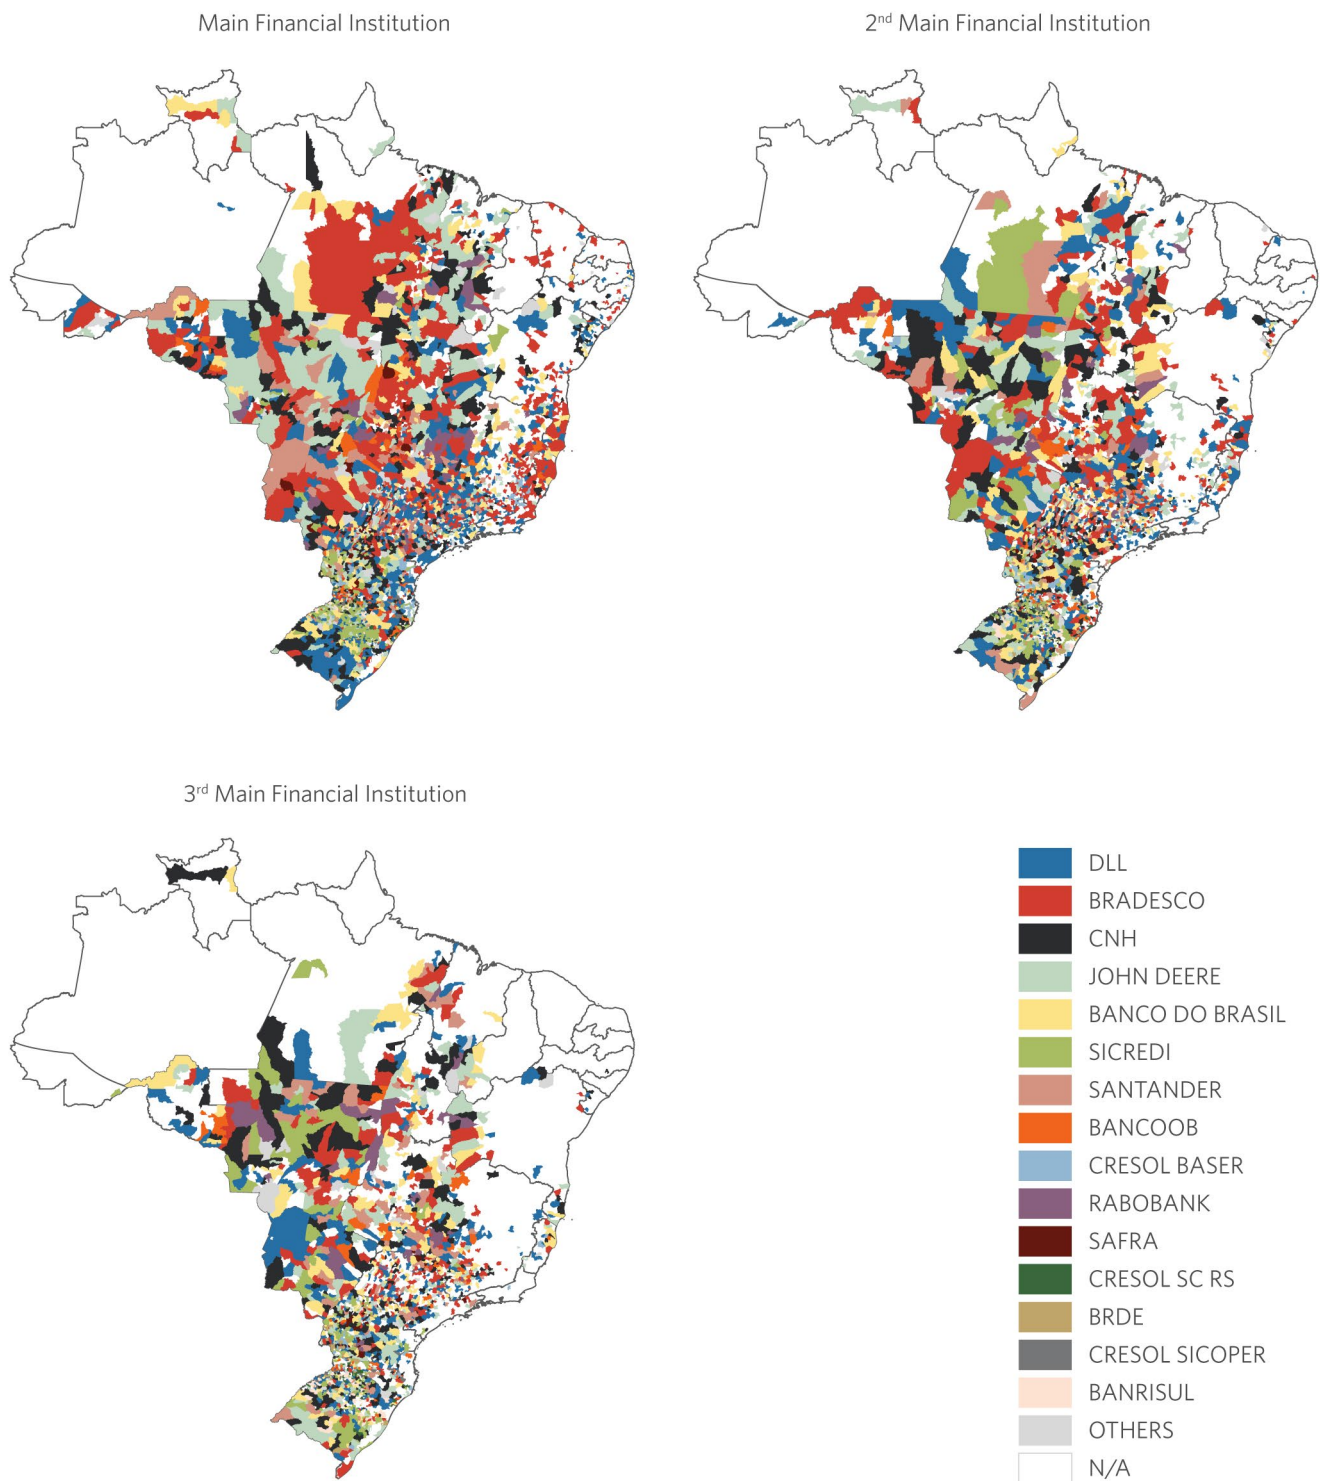 Main Financial Institution
2nd Main Financial Institution
3rd Main Financial Institution
DLL
BRADESCO
CNH
JOHN DEERE
BANCO DO BRASIL
SICREDI
SANTANDER
BANCOOB
CRESOL BASER
RABOBANK
SAFRA
CRESOL SC RS
BRDE
CRESOL SICOPER
BANRISUL
OTHERS
N/A